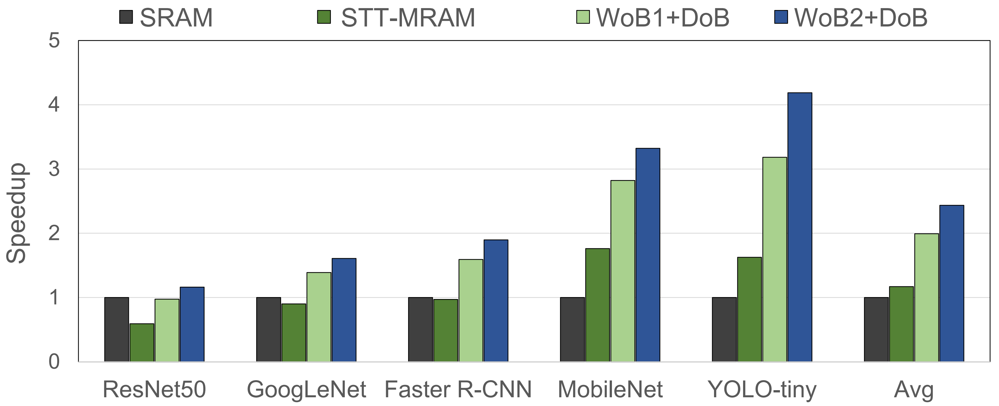 SRAM STT-MRAM WoB1+DoB WoB2+DoB
5
4
3
2
1
0
Speedup
ResNet50 GoogLeNet Faster R-CNN MobileNet YOLO-tiny Avg